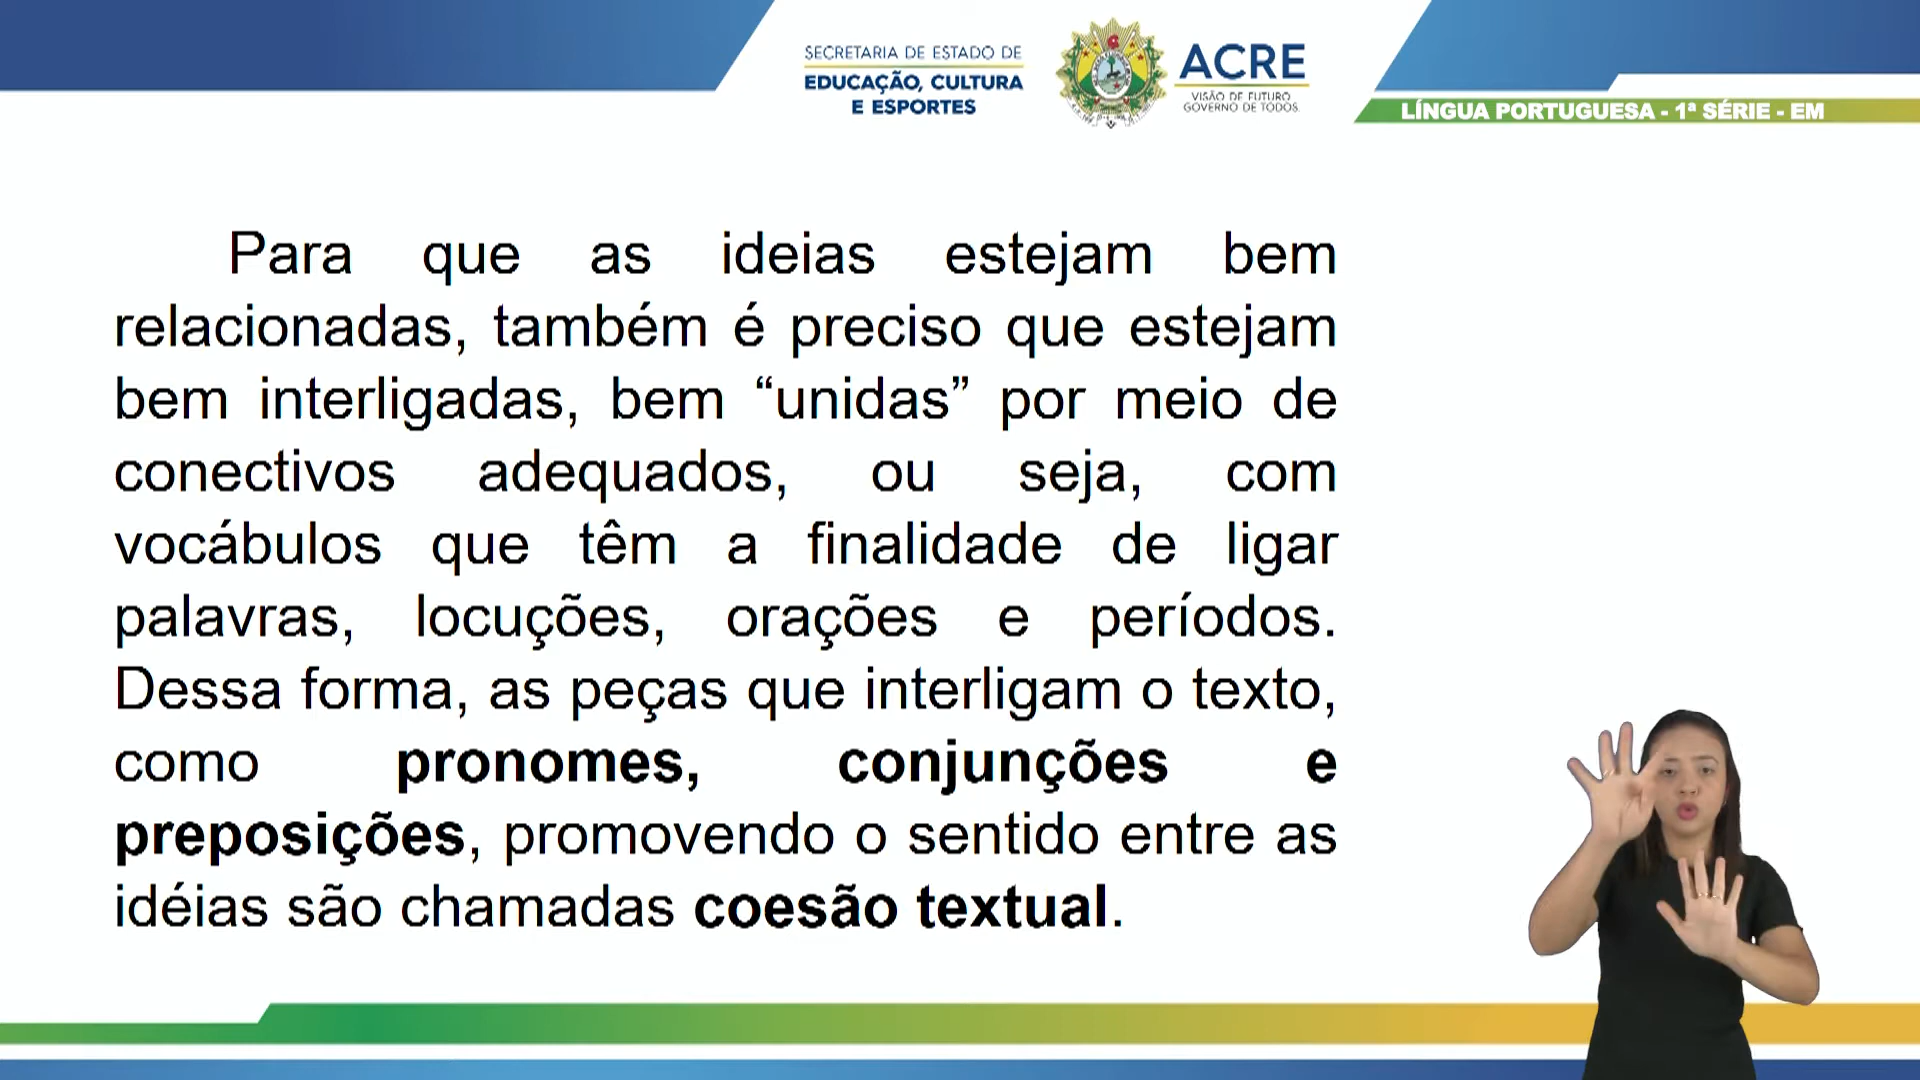 SECRETARIA DE ESTADO DE
EDUCAÇÃO, CULTURA
E ESPORTES
ACRE
VISÃO DE FUTURO
GOVERNO DE TODOS.
LÍNGUA PORTUGUESA - 1ª SÉRIE - EM
Para que as ideias estejam bem
relacionadas, também é preciso que estejam
bem interligadas, bem “unidas” por meio de
conectivos adequados, ou seja, com
vocábulos que têm a finalidade de ligar
palavras, locuções, orações e períodos.
Dessa forma, as peças que interligam o texto,
como pronomes, conjunções e
preposições, promovendo o sentido entre as
idéias são chamadas coesão textual.